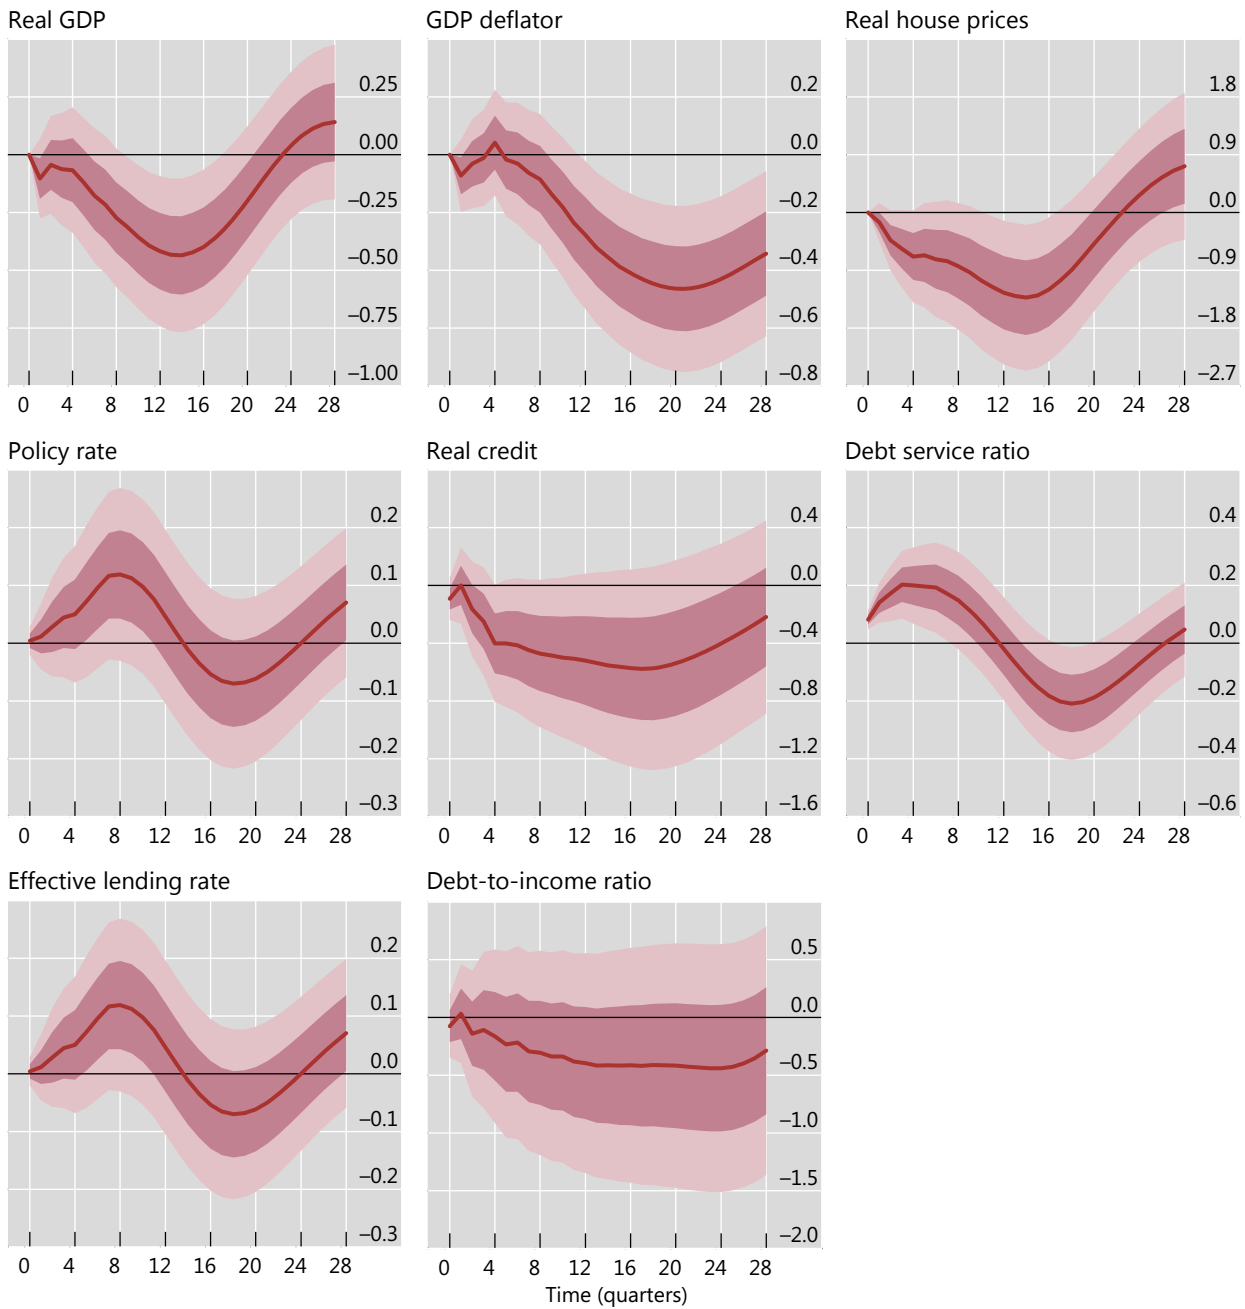 Real GDP
0.25
0.00
–0.25
–0.50
–0.75
–1.00
0 4 8 12 16 20 24 28
GDP deflator
0.2
0.0
–0.2
–0.4
–0.6
–0.8
0 4 8 12 16 20 24 28
Real house prices
1.8
0.9
0.0
–0.9
–1.8
–2.7
0 4 8 12 16 20 24 28
Policy rate
0.2
0.1
0.0
–0.1
–0.2
–0.3
0 4 8 12 16 20 24 28
Real credit
0.4
0.0
–0.4
–0.8
–1.2
–1.6
0 4 8 12 16 20 24 28
Debt service ratio
0.4
0.2
0.0
–0.2
–0.4
–0.6
0 4 8 12 16 20 24 28
Effective lending rate
0.2
0.1
0.0
–0.1
–0.2
–0.3
0 4 8 12 16 20 24 28
Debt-to-income ratio
0.5
0.0
–0.5
–1.0
–1.5
–2.0
0 4 8 12 16 20 24 28
Time (quarters)